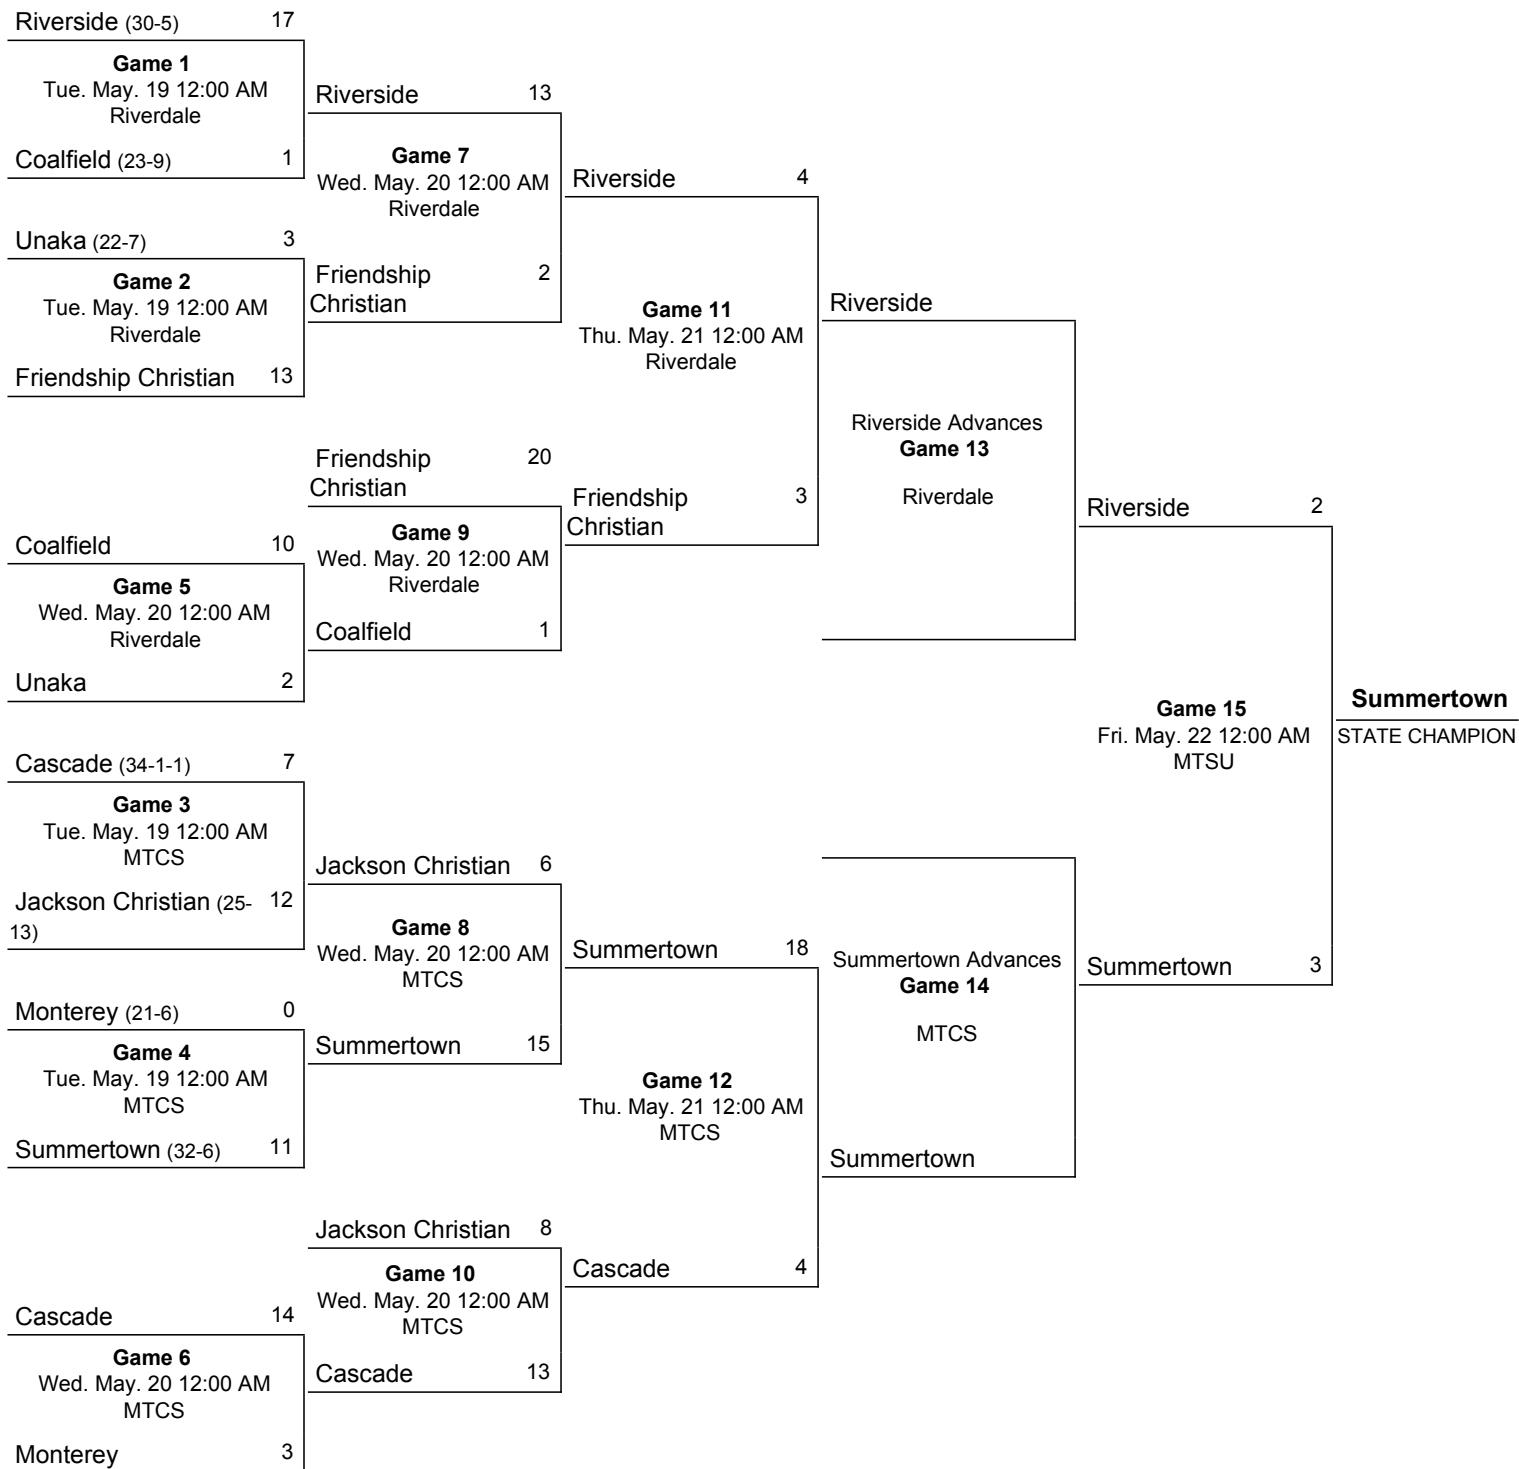 Riverside (30-5) 17
Game 1
Tue. May. 19 12:00 AM
Riverdale
Coalfield (23-9) 1
Unaka (22-7) 3
Game 2
Tue. May. 19 12:00 AM
Riverdale
Friendship Christian 13
Coalfield 10
Game 5
Wed. May. 20 12:00 AM
Riverdale
Unaka 2
Cascade (34-1-1) 7
Game 3
Tue. May. 19 12:00 AM
MTCS
Jackson Christian (25- 12
13)
Monterey (21-6) 0
Game 4
Tue. May. 19 12:00 AM
MTCS
Summertown (32-6) 11
Cascade 14
Game 6
Wed. May. 20 12:00 AM
MTCS
Monterey 3
Riverside 13
Game 7
Wed. May. 20 12:00 AM
Riverdale
Friendship 2
Christian
Friendship 20
Christian
Game 9
Wed. May. 20 12:00 AM
Riverdale
Coalfield 1
Jackson Christian 6
Game 8
Wed. May. 20 12:00 AM
MTCS
Summertown 15
Jackson Christian 8
Game 10
Wed. May. 20 12:00 AM
MTCS
Cascade 13
Riverside 4
Game 11
Thu. May. 21 12:00 AM
Riverdale
Friendship 3
Christian
Summertown 18
Game 12
Thu. May. 21 12:00 AM
MTCS
Cascade 4
Riverside
Riverside Advances
Game 13
Riverdale
Summertown Advances
Game 14
MTCS
Summertown
Riverside 2
Game 15
Fri. May. 22 12:00 AM
MTSU
Summertown 3
Summertown
STATE CHAMPION